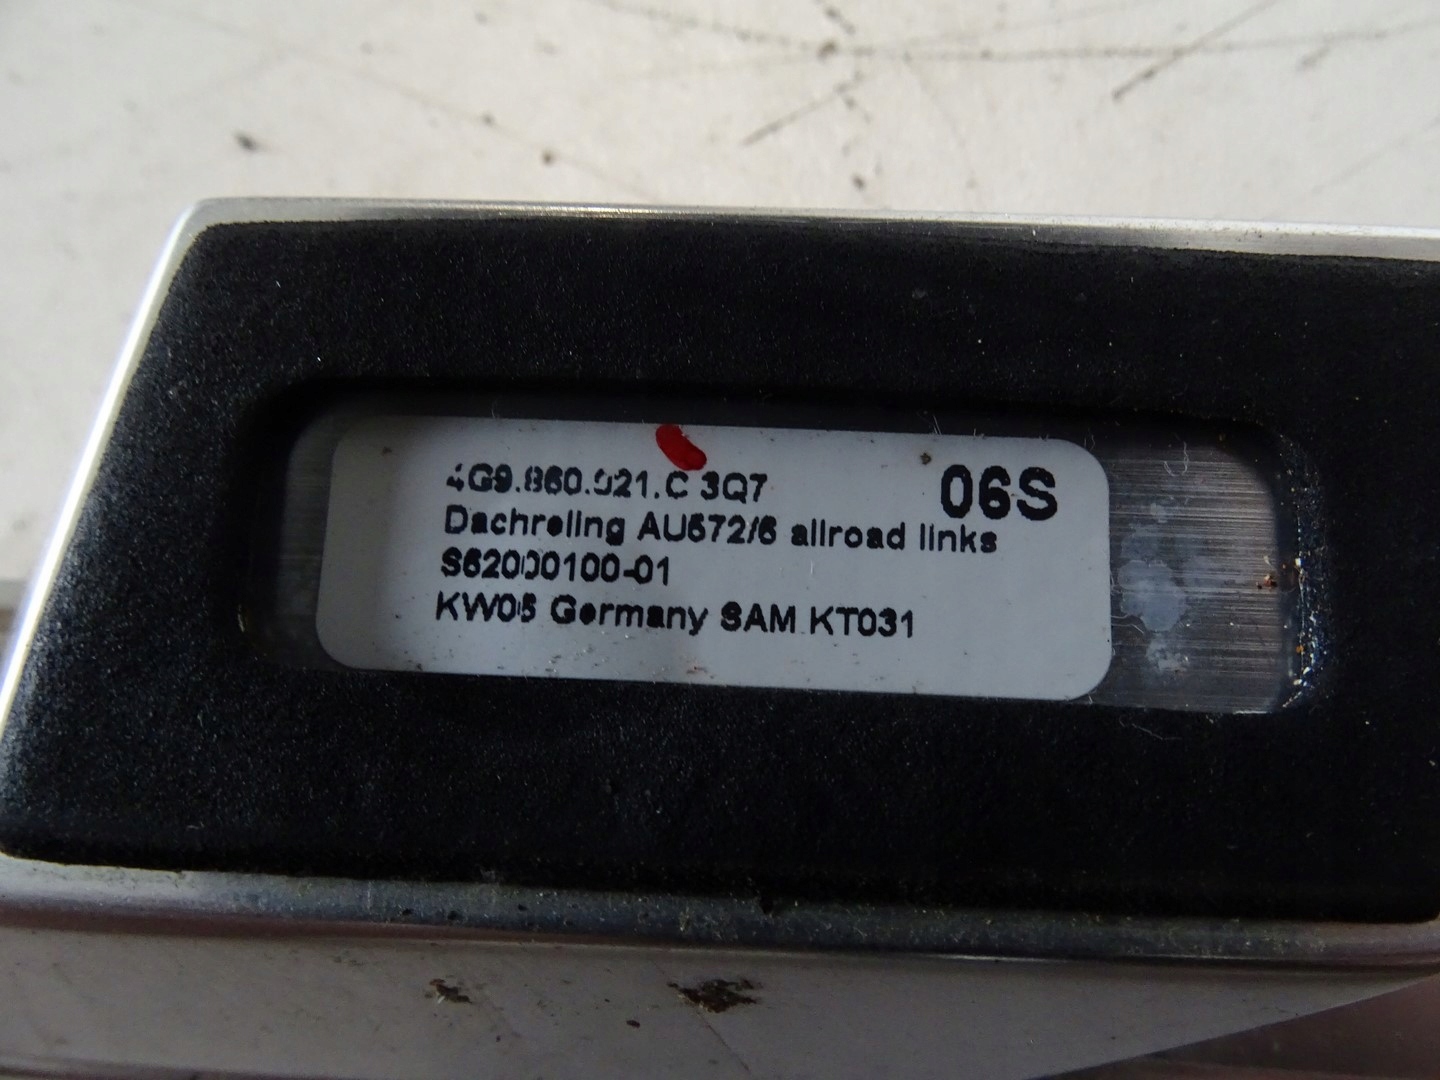 4G9.860.021.C 3Q7
06S
Dachreling AU572/6 allroad links
S62000100-01
KW05 Germany SAM KT031